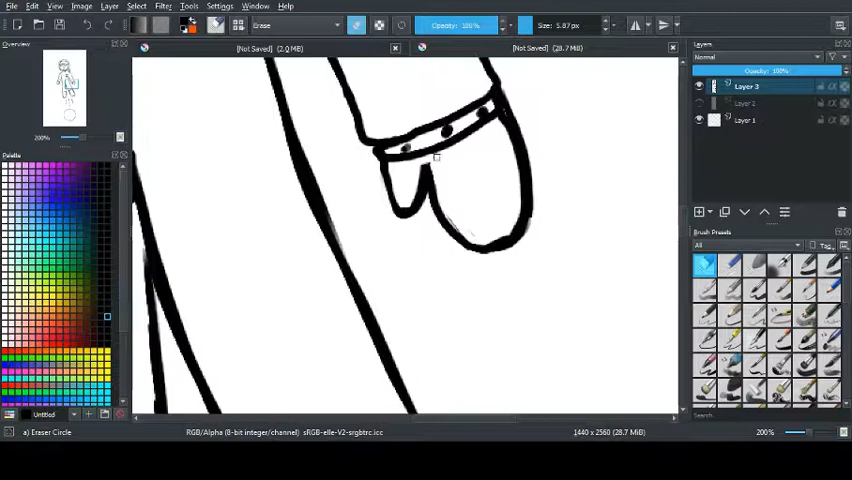 File Edit View Image Layer Select Filter Tools Settings Window Help
Erase Opacity: 100% Size: 5.87 px
Overview [Not Saved] (2.0 MB) [Not Saved] (28.7 MiB) Layers
Normal
Opacity: 100%
Layer 3
Layer 2
Layer 1
200%
Palette
Brush Presets
All Tag
Untitled
Search
a) Eraser Circle RGB/Alpha (8-bit integer/channel) sRGB-elle-V2-srgbtrc.icc 1440 x 2560 (28.7 MiB) 200%